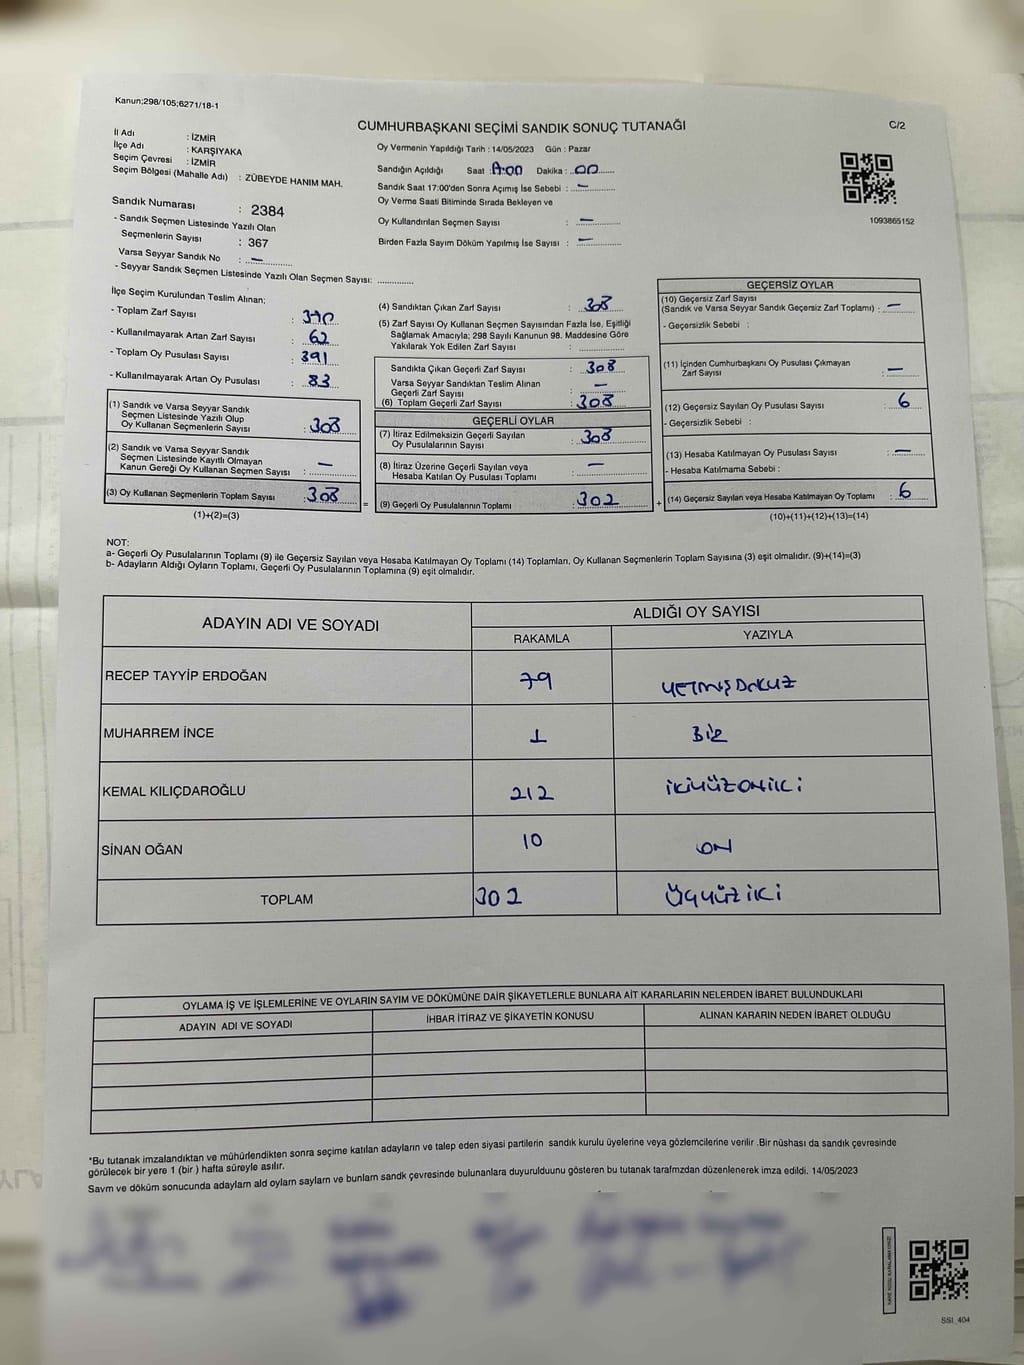 Kanun;298/105;6271/18-1
CUMHURBAŞKANI SEÇİMİ SANDIK SONUÇ TUTANAĞI
C/2
İl Adı : İZMİR
İlçe Adı : KARŞIYAKA
Seçim Çevresi : İZMİR
Seçim Bölgesi (Mahalle Adı) : ZÜBEYDE HANIM MAH.
Oy Vermenin Yapıldığı Tarih : 14/05/2023 Gün : Pazar
Sandığın Açıldığı Saat : Dakika : 00
Sandık Saat 17:00'den Sonra Açımış İse Sebebi : —
Oy Verme Saati Bitiminde Sırada Bekleyen ve
Oy Kullandırılan Seçmen Sayısı : —
Birden Fazla Sayım Döküm Yapılmış İse Sayısı : —
1093865152
Sandık Numarası : 2384
- Sandık Seçmen Listesinde Yazılı Olan
Seçmenlerin Sayısı : 367
Varsa Seyyar Sandık No : —
- Seyyar Sandık Seçmen Listesinde Yazılı Olan Seçmen Sayısı: ..............
İlçe Seçim Kurulundan Teslim Alınan;
- Toplam Zarf Sayısı : 370
- Kullanılmayarak Artan Zarf Sayısı : 62
- Toplam Oy Pusulası Sayısı : 391
- Kullanılmayarak Artan Oy Pusulası : 83
(1) Sandık ve Varsa Seyyar Sandık
Seçmen Listesinde Yazılı Olup
Oy Kullanan Seçmenlerin Sayısı : 308
(2) Sandık ve Varsa Seyyar Sandık
Seçmen Listesinde Kayıtlı Olmayan
Kanun Gereği Oy Kullanan Seçmen Sayısı : —
(3) Oy Kullanan Seçmenlerin Toplam Sayısı : 308
(1)+(2)=(3)
(4) Sandıktan Çıkan Zarf Sayısı : 308
(5) Zarf Sayısı Oy Kullanan Seçmen Sayısından Fazla İse, Eşitliği
Sağlamak Amacıyla; 298 Sayılı Kanunun 98. Maddesine Göre
Yakılarak Yok Edilen Zarf Sayısı : ..............
Sandıkta Çıkan Geçerli Zarf Sayısı : 308
Varsa Seyyar Sandıktan Teslim Alınan
Geçerli Zarf Sayısı : —
(6) Toplam Geçerli Zarf Sayısı : 308
GEÇERLİ OYLAR
(7) İtiraz Edilmeksizin Geçerli Sayılan
Oy Pusulalarının Sayısı : 308
(8) İtiraz Üzerine Geçerli Sayılan veya
Hesaba Katılan Oy Pusulası Toplamı : —
=
(9) Geçerli Oy Pusulalarının Toplamı : 302
+
GEÇERSİZ OYLAR
(10) Geçersiz Zarf Sayısı
(Sandık ve Varsa Seyyar Sandık Geçersiz Zarf Toplamı) : —
- Geçersizlik Sebebi :
(11) İçinden Cumhurbaşkanı Oy Pusulası Çıkmayan
Zarf Sayısı : —
(12) Geçersiz Sayılan Oy Pusulası Sayısı : 6
- Geçersizlik Sebebi :
(13) Hesaba Katılmayan Oy Pusulası Sayısı : —
- Hesaba Katılmama Sebebi :
(14) Geçersiz Sayılan veya Hesaba Katılmayan Oy Toplamı : 6
(10)+(11)+(12)+(13)=(14)
NOT:
a- Geçerli Oy Pusulalarının Toplamı (9) ile Geçersiz Sayılan veya Hesaba Katılmayan Oy Toplamı (14) Toplamları, Oy Kullanan Seçmenlerin Toplam Sayısına (3) eşit olmalıdır. (9)+(14)=(3)
b- Adayların Aldığı Oyların Toplamı, Geçerli Oy Pusulalarının Toplamına (9) eşit olmalıdır.
ADAYIN ADI VE SOYADI
ALDIĞI OY SAYISI
RAKAMLA YAZIYLA
RECEP TAYYİP ERDOĞAN 79 YETMİŞDOKUZ
MUHARREM İNCE 1 BİR
KEMAL KILIÇDAROĞLU 212 İKİYÜZONİKİ
SİNAN OĞAN 10 ON
TOPLAM 302 ÜÇYÜZİKİ
OYLAMA İŞ VE İŞLEMLERİNE VE OYLARIN SAYIM VE DÖKÜMÜNE DAİR ŞİKAYETLERLE BUNLARA AİT KARARLARIN NELERDEN İBARET BULUNDUKLARI
ADAYIN ADI VE SOYADI İHBAR İTİRAZ VE ŞİKAYETİN KONUSU ALINAN KARARIN NEDEN İBARET OLDUĞU
*Bu tutanak imzalandıktan ve mühürlendikten sonra seçime katılan adayların ve talep eden siyasi partilerin sandık kurulu üyelerine veya gözlemcilerine verilir .Bir nüshası da sandık çevresinde
görülecek bir yere 1 (bir ) hafta süreyle asılır.
Savm ve döküm sonucunda adaylarn ald oylarn saylarn ve bunlarn sandk çevresinde bulunanlara duyurulduunu gösteren bu tutanak tarafmzdan düzenlenerek imza edildi. 14/05/2023
SSI_404